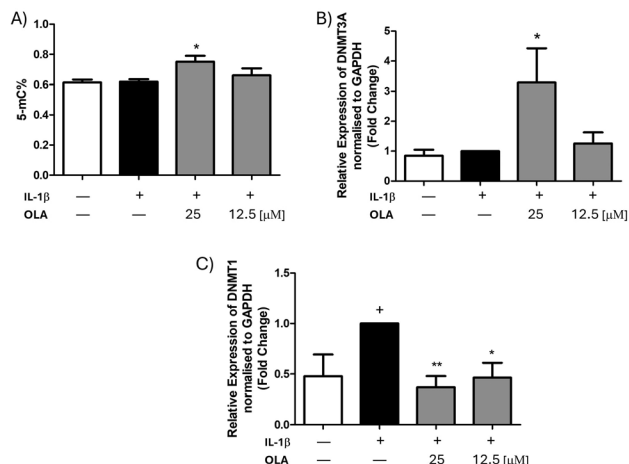 A)
5-mC%
1.0
0.8
0.6
0.4
0.2
0.0
*
IL-1β — + + +
OLA — — 25 12.5 [μM]
B)
Relative Expression of DNMT3A
normalised to GAPDH
(Fold Change)
5
4
3
2
1
0
*
IL-1β — + + +
OLA — — 25 12.5 [μM]
C)
Relative Expression of DNMT1
normalised to GAPDH
(Fold Change)
1.5
1.0
0.5
0.0
+
**
*
IL-1β — + + +
OLA — — 25 12.5 [μM]